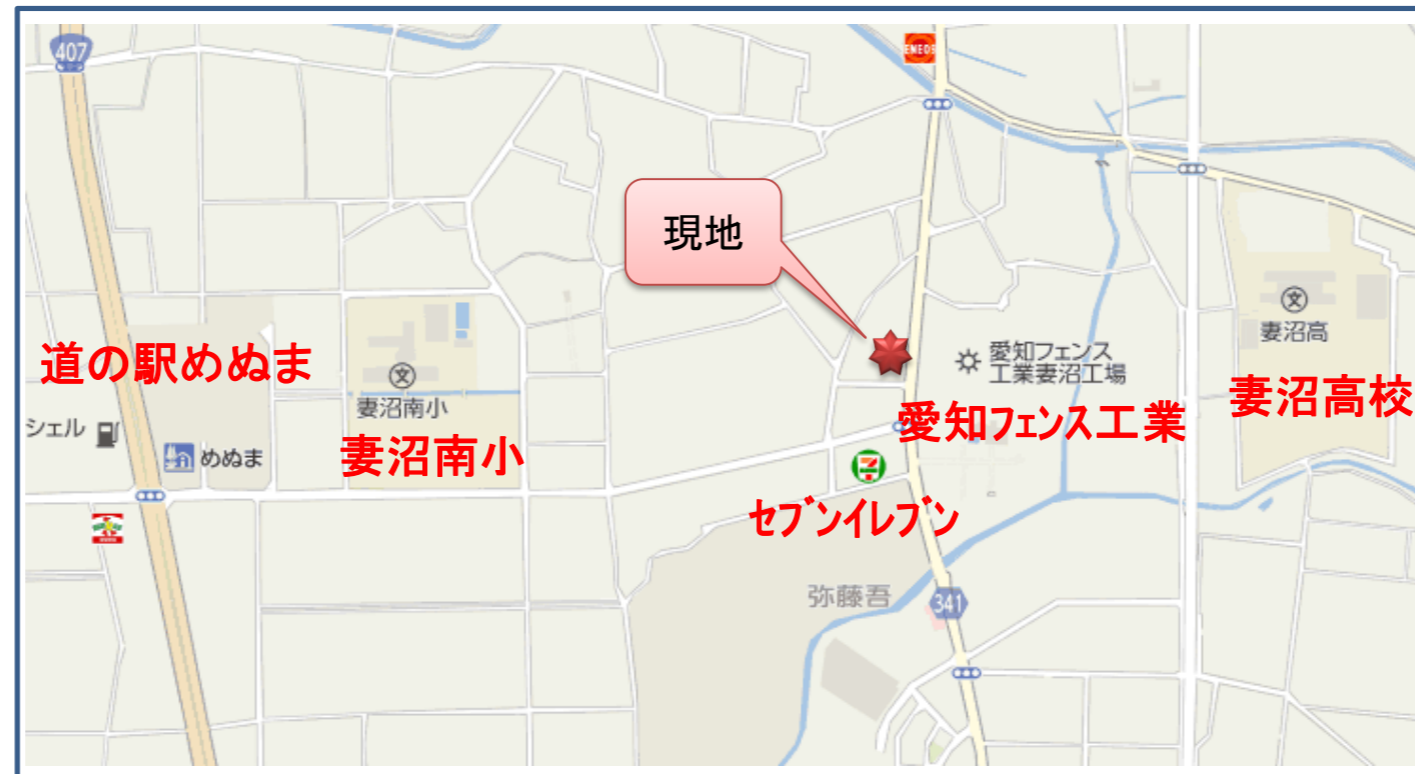 407
ENEOS
現地
道の駅めぬま
妻沼南小
妻沼南小
シェル
めぬま
愛知フェンス
工業妻沼工場
愛知フェンス工業
妻沼高
妻沼高校
セブンイレブン
弥藤吾
341